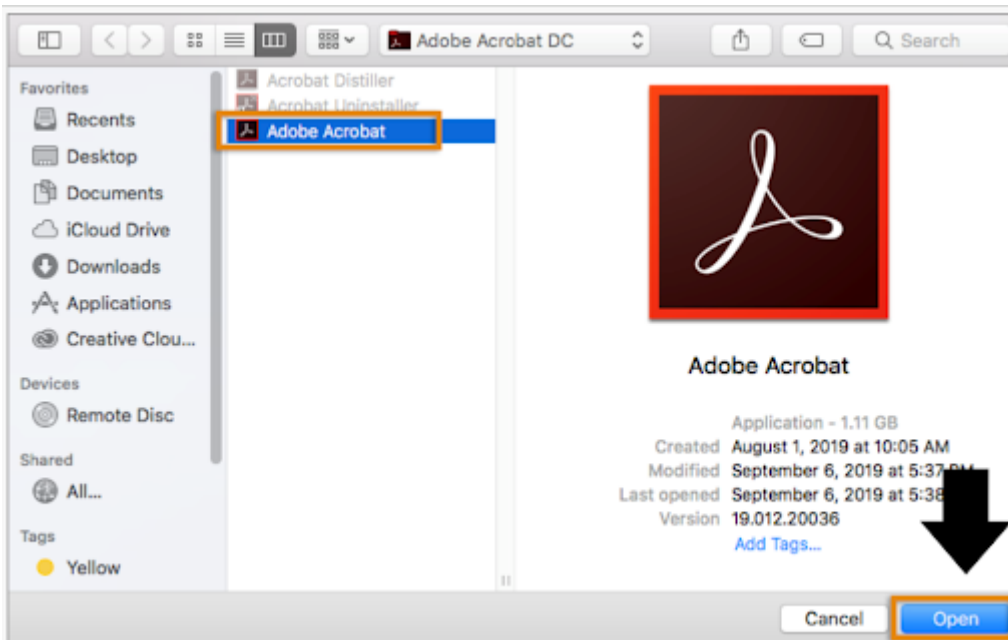 Adobe Acrobat DC
Search
Favorites
Recents
Desktop
Documents
iCloud Drive
Downloads
Applications
Creative Clou...
Devices
Remote Disc
Shared
All...
Tags
Yellow
Acrobat Distiller
Acrobat Uninstaller
Adobe Acrobat
Adobe Acrobat
Application - 1.11 GB
Created August 1, 2019 at 10:05 AM
Modified September 6, 2019 at 5:37 PM
Last opened September 6, 2019 at 5:38
Version 19.012.20036
Add Tags...
Cancel
Open